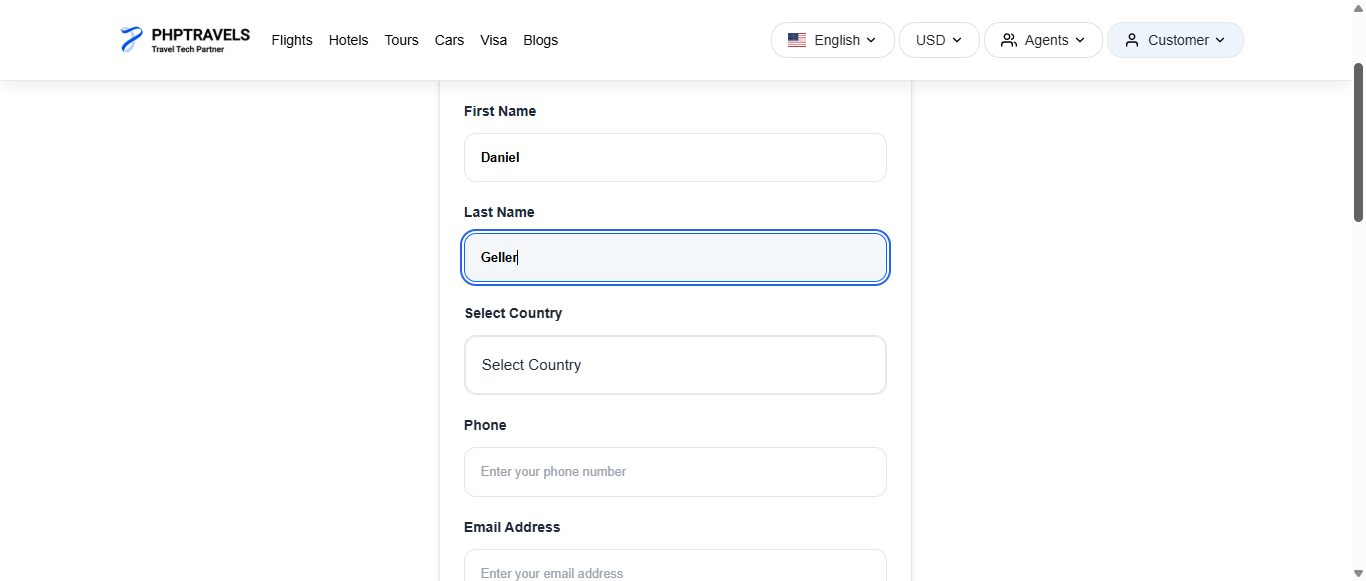 PHPTRAVELS
Travel Tech Partner
Flights Hotels Tours Cars Visa Blogs English USD Agents Customer
First Name
Daniel
Last Name
Geller
Select Country
Select Country
Phone
Enter your phone number
Email Address
Enter your email address